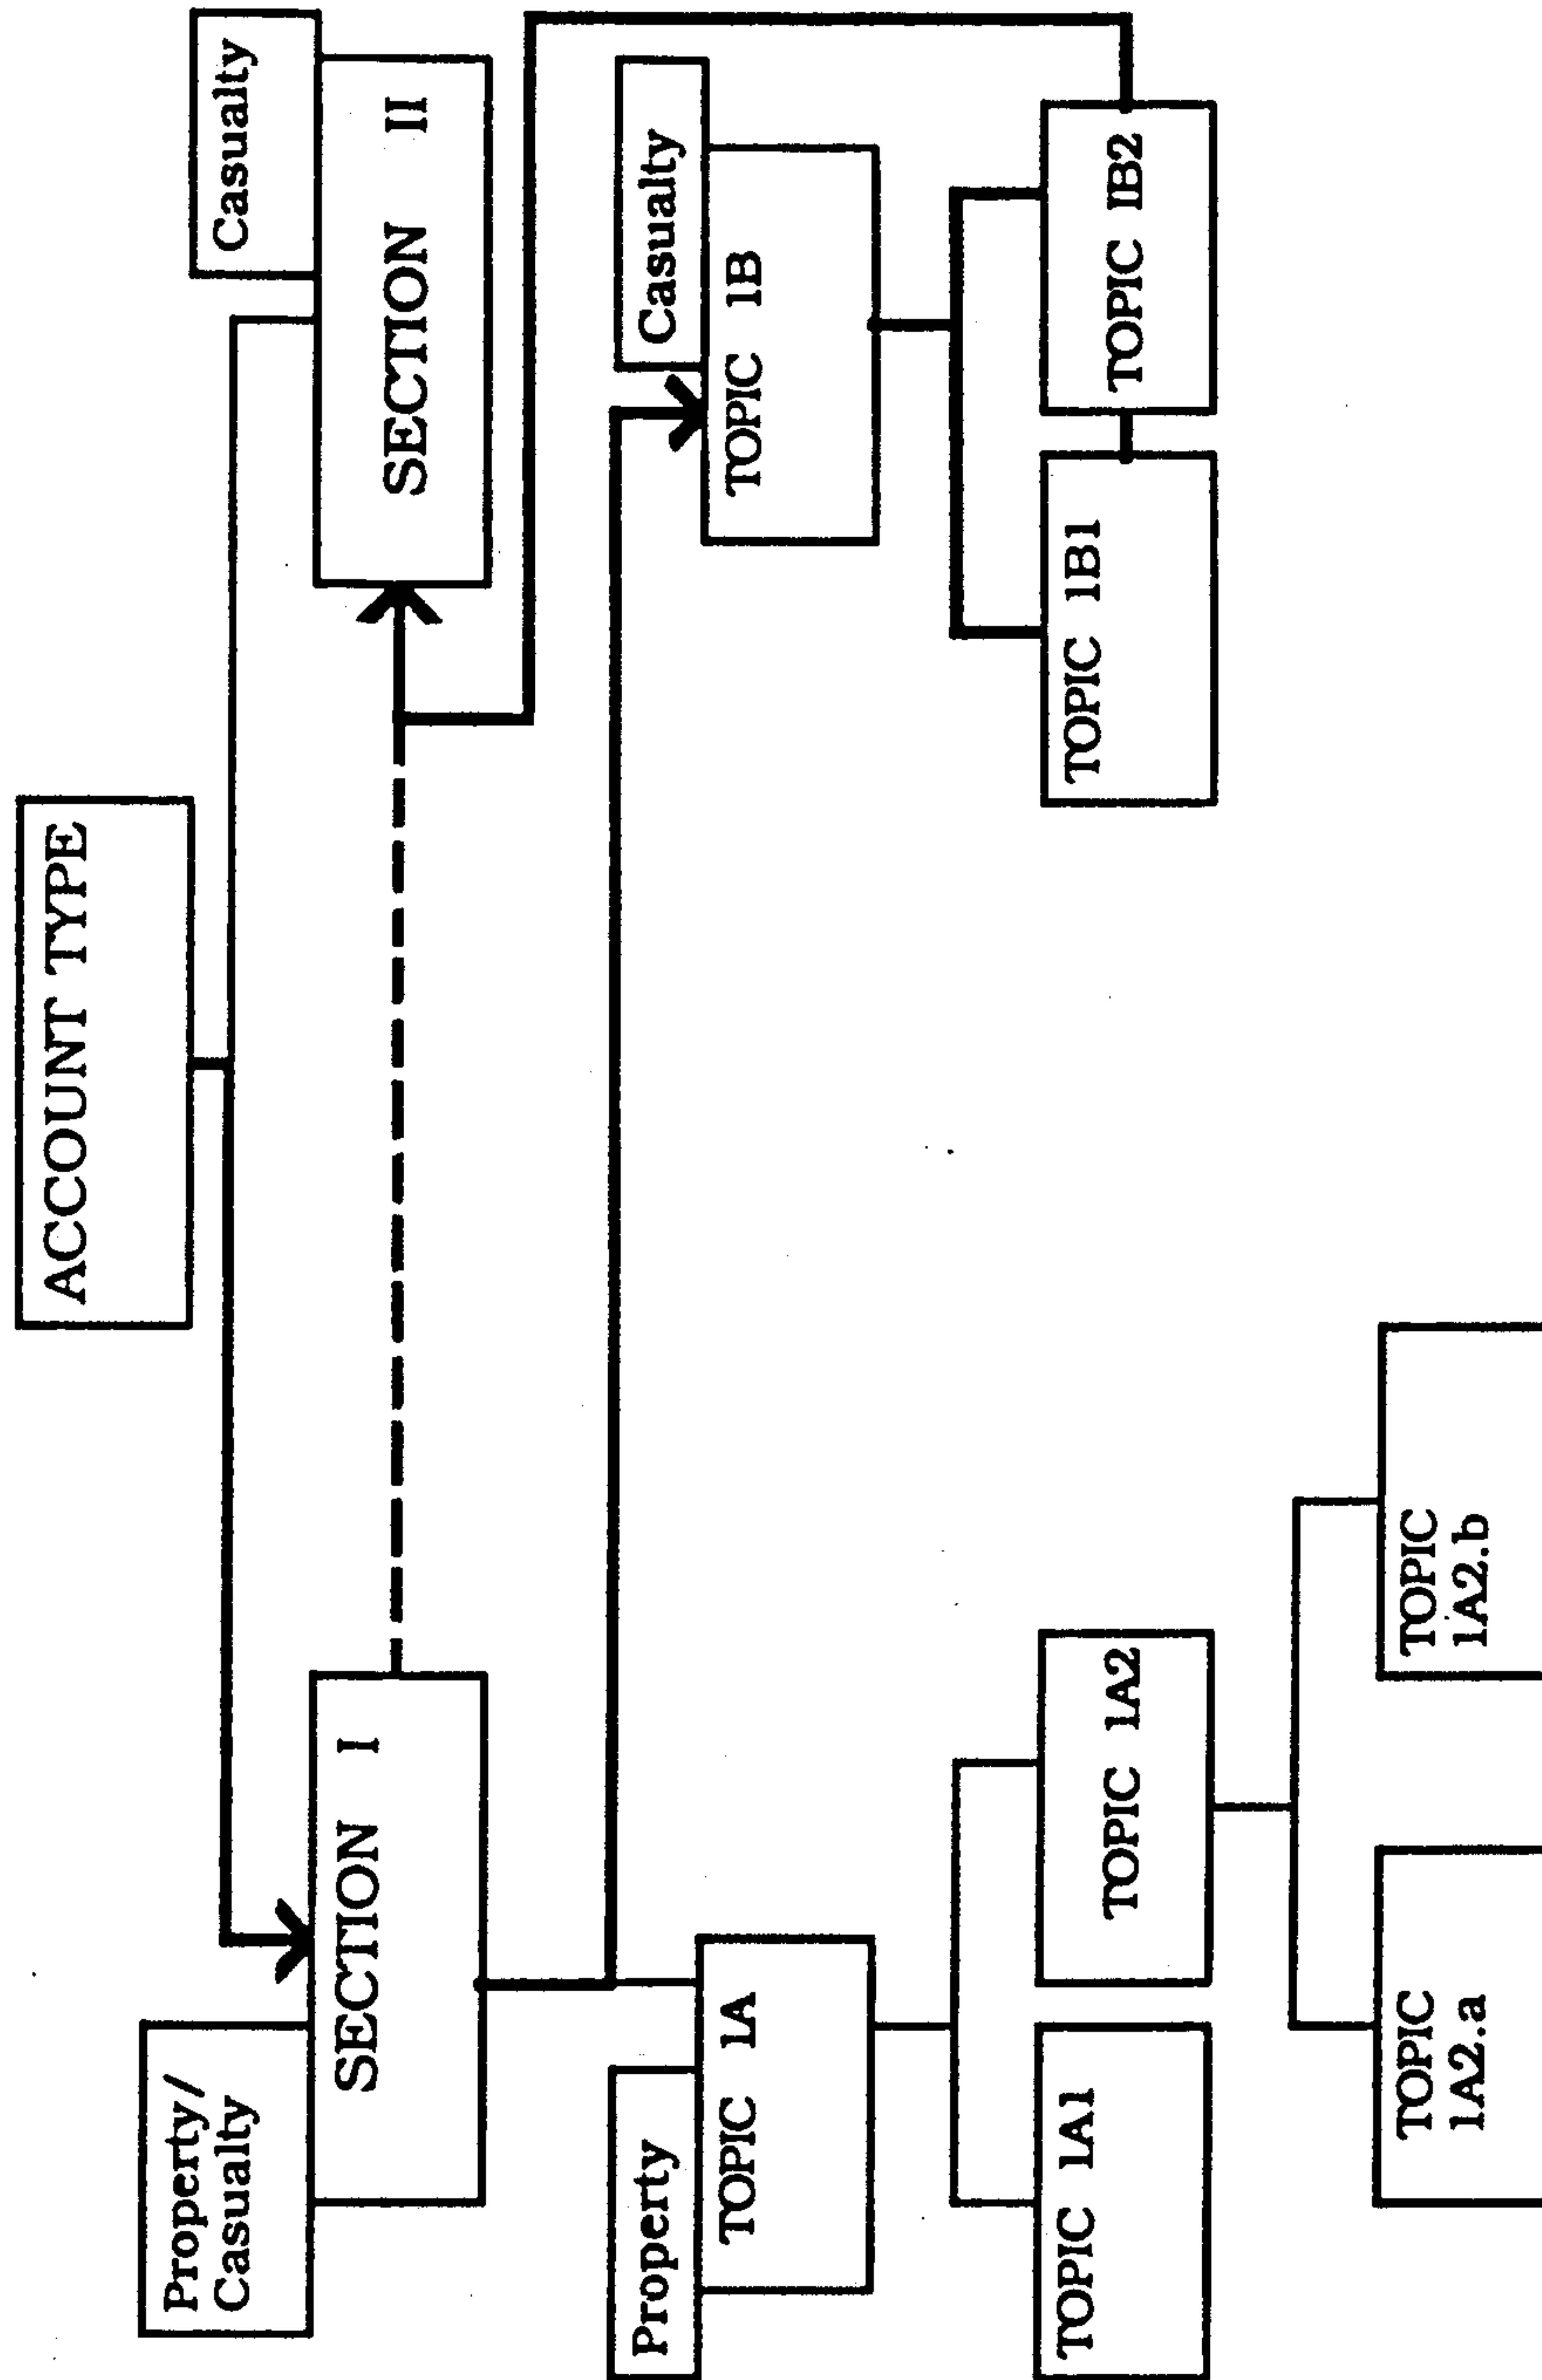 ACCOUNT TYPE
Property/
Casualty
SECTION I
Casualty
SECTION II
Property
TOPIC 1A
Casualty
TOPIC 1B
TOPIC 1A1
TOPIC 1A2
TOPIC 1B1
TOPIC 1B2
TOPIC
1A2.a
TOPIC
1A2.b